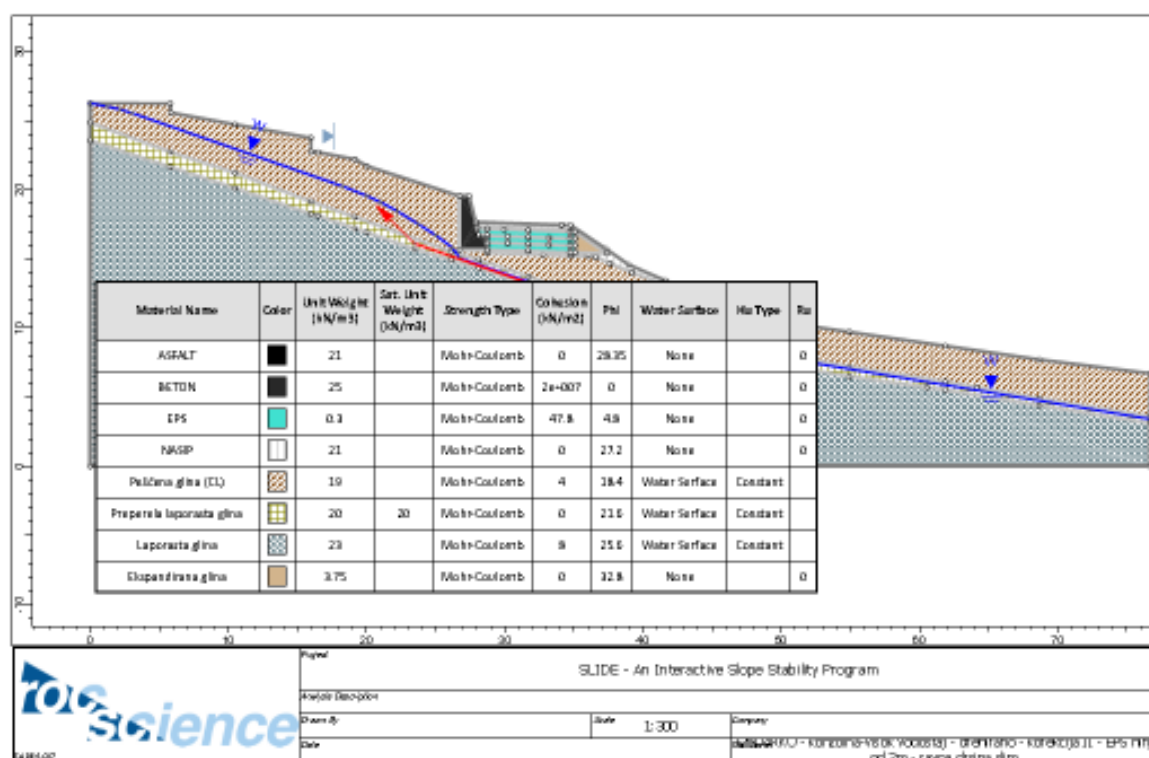 30
W
20
Material Name Color Unit Weight (kN/m3) Sat. Unit Weight (kN/m3) Strength Type Cohesion (kN/m2) Phi Water Surface Hu Type Ru
10
ASFALT 21 Mohr-Coulomb 0 29.35 None 0
W
BETON 25 Mohr-Coulomb 2e+007 0 None 0
EPS 0.3 Mohr-Coulomb 47.8 4.9 None 0
NASIP 21 Mohr-Coulomb 0 27.2 None 0
0
19 Mohr-Coulomb 4 18.4 Water Surface Constant
Preperela laporasta glina 20 20 Mohr-Coulomb 0 21.6 Water Surface Constant
Laporasta glina 23 Mohr-Coulomb 9 25.6 Water Surface Constant
Ekspandirana glina 3.75 Mohr-Coulomb 0 32.8 None 0
-10
0 10 20 30 40 50 60 70
rocscience
Project
SLIDE - An Interactive Slope Stability Program
Analysis Description
Drawn By
Scale
1:300
Company
Date